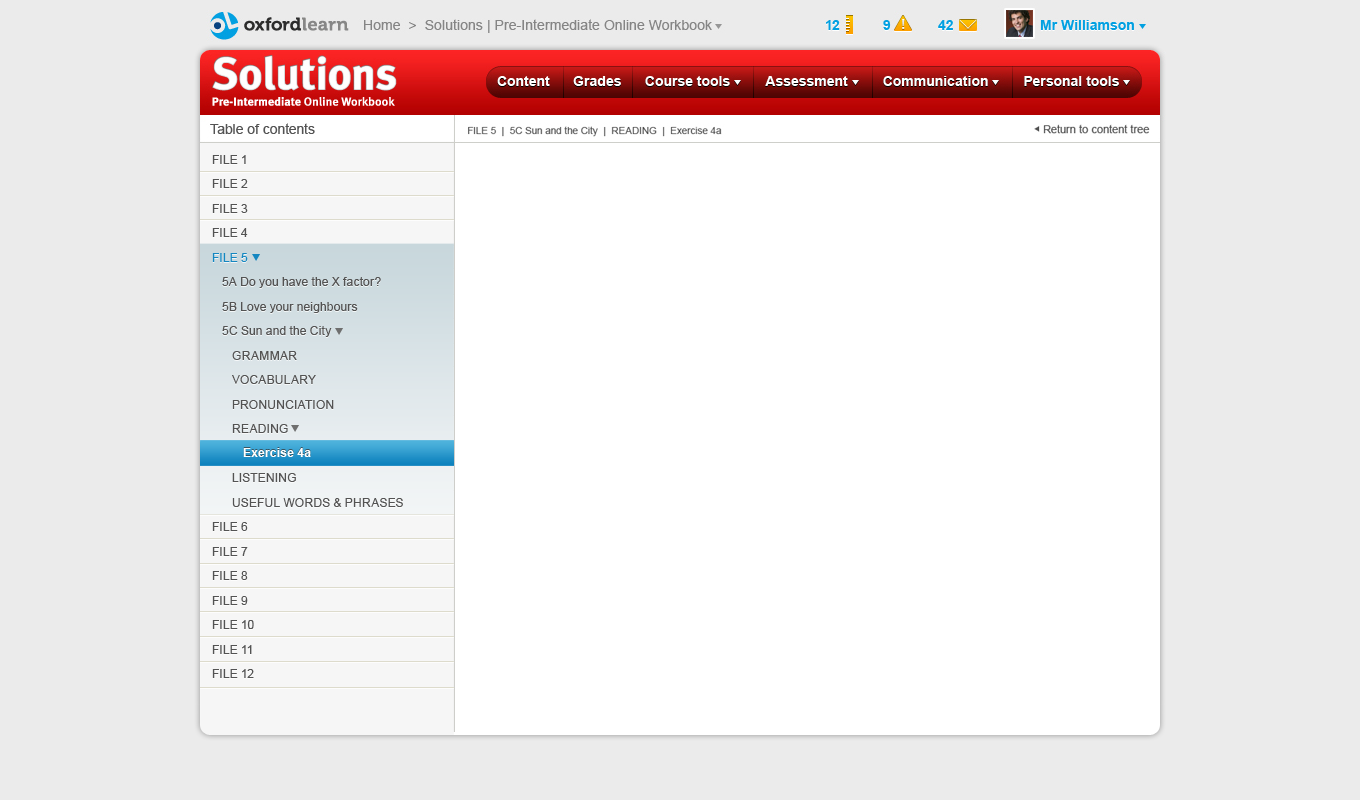 oxfordlearn Home > Solutions | Pre-Intermediate Online Workbook 12 9 42 Mr Williamson
Solutions
Pre-Intermediate Online Workbook
Content Grades Course tools Assessment Communication Personal tools
Table of contents
FILE 5 | 5C Sun and the City | READING | Exercise 4a
Return to content tree
FILE 1
FILE 2
FILE 3
FILE 4
FILE 5
5A Do you have the X factor?
5B Love your neighbours
5C Sun and the City
GRAMMAR
VOCABULARY
PRONUNCIATION
READING
Exercise 4a
LISTENING
USEFUL WORDS & PHRASES
FILE 6
FILE 7
FILE 8
FILE 9
FILE 10
FILE 11
FILE 12